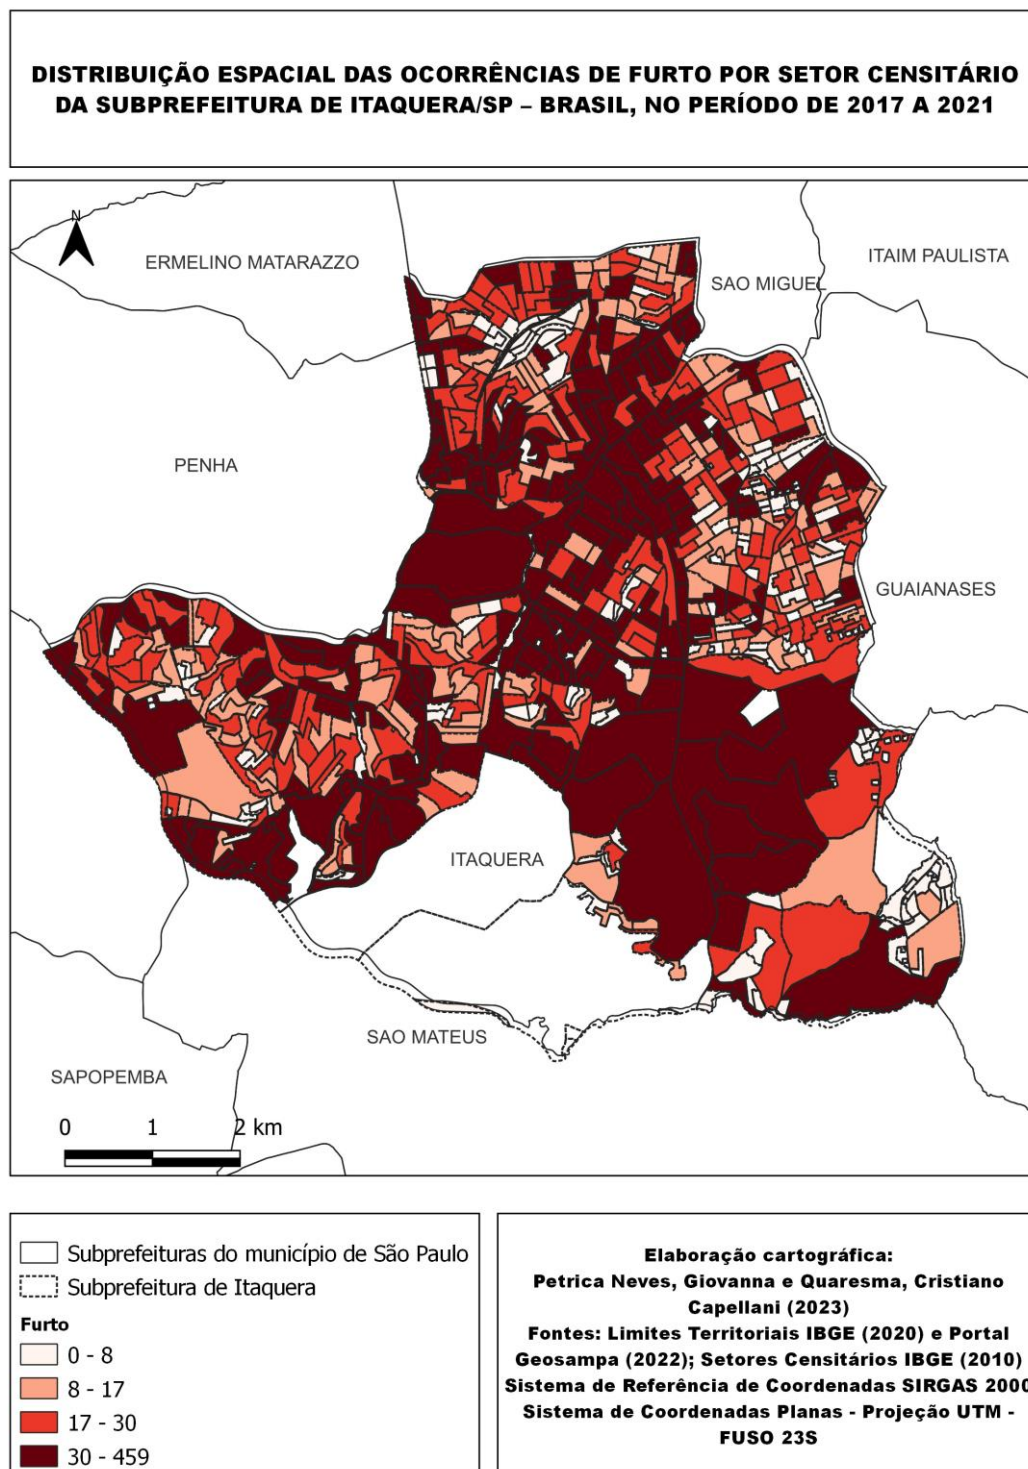 DISTRIBUIÇÃO ESPACIAL DAS OCORRÊNCIAS DE FURTO POR SETOR CENSITÁRIO
DA SUBPREFEITURA DE ITAQUERA/SP – BRASIL, NO PERÍODO DE 2017 A 2021
N
ERMELINO MATARAZZO
ITAIM PAULISTA
SAO MIGUEL
PENHA
GUAIANASES
ITAQUERA
SAO MATEUS
SAPOPEMBA
0 1 2 km
Subprefeituras do município de São Paulo
Subprefeitura de Itaquera
Furto
0 - 8
8 - 17
17 - 30
30 - 459
Elaboração cartográfica:
Petrica Neves, Giovanna e Quaresma, Cristiano
Capellani (2023)
Fontes: Limites Territoriais IBGE (2020) e Portal
Geosampa (2022); Setores Censitários IBGE (2010)
Sistema de Referência de Coordenadas SIRGAS 2000
Sistema de Coordenadas Planas - Projeção UTM -
FUSO 23S